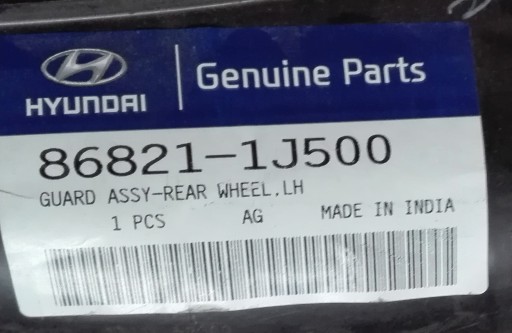 HYUNDAI
Genuine Parts
86821-1J500
GUARD ASSY-REAR WHEEL,LH
1 PCS AG MADE IN INDIA